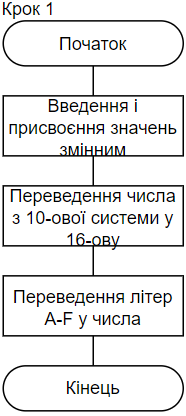 Крок 1
Початок
Введення і
присвоєння значень
змінним
Переведення числа
з 10-ової системи у
16-ову
Переведення літер
A-F у числа
Кінець